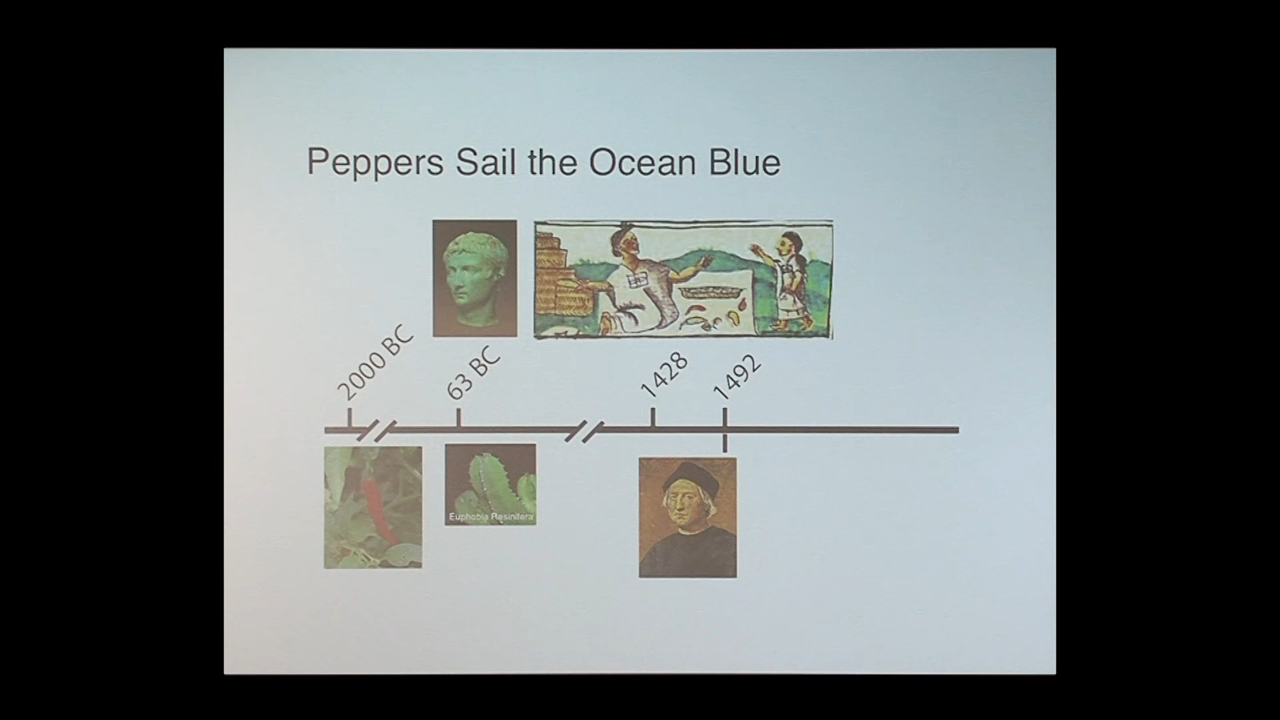 Peppers Sail the Ocean Blue
2000 BC
63 BC
1428
1492
Euphobia Resinifera